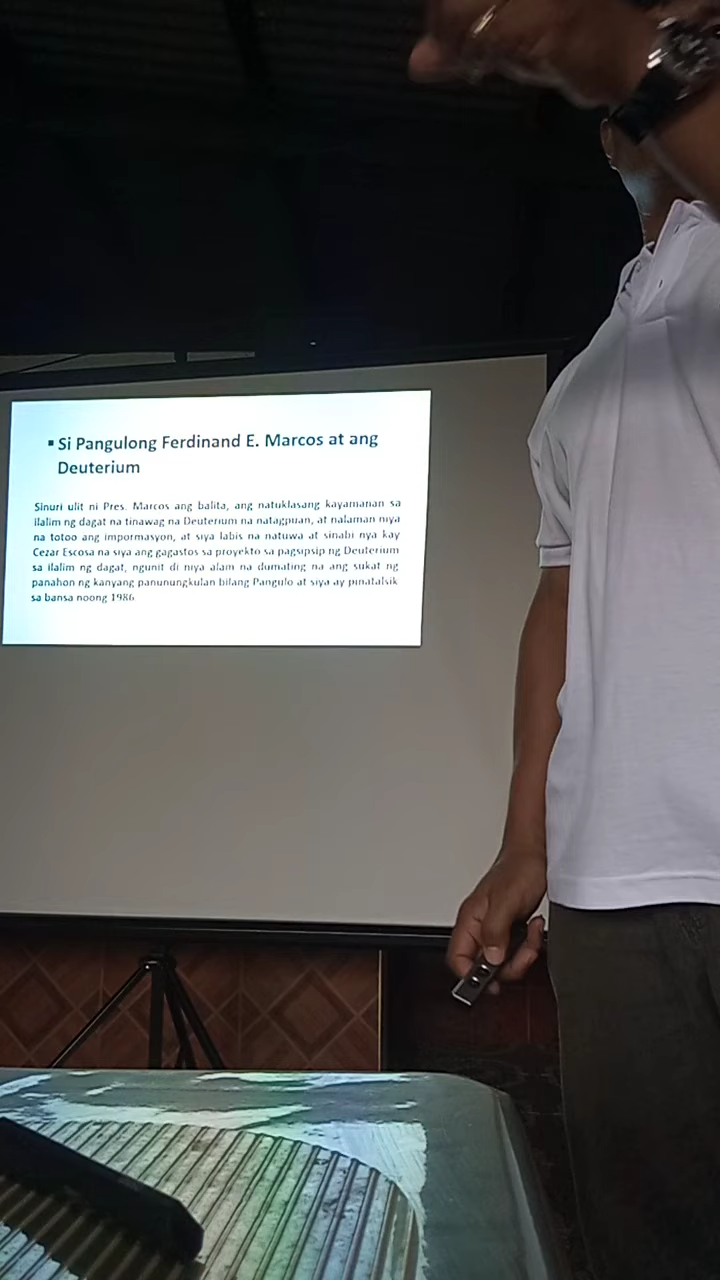 ▪ Si Pangulong Ferdinand E. Marcos at ang
Deuterium
Sinuri ulit ni Pres. Marcos ang balita, ang natuklasang kayamanan sa
ilalim ng dagat na tinawag na Deuterium na natagpuan, at nalaman niya
na totoo ang impormasyon, at siya labis na natuwa at sinabi nya kay
Cezar Escosa na siya ang gagastos sa proyekto sa pagsipsip ng Deuterium
sa ilalim ng dagat, ngunit di niya alam na dumating na ang sukat ng
panahon ng kanyang panunungkulan bilang Pangulo at siya ay pinatalsik
sa bansa noong 1986